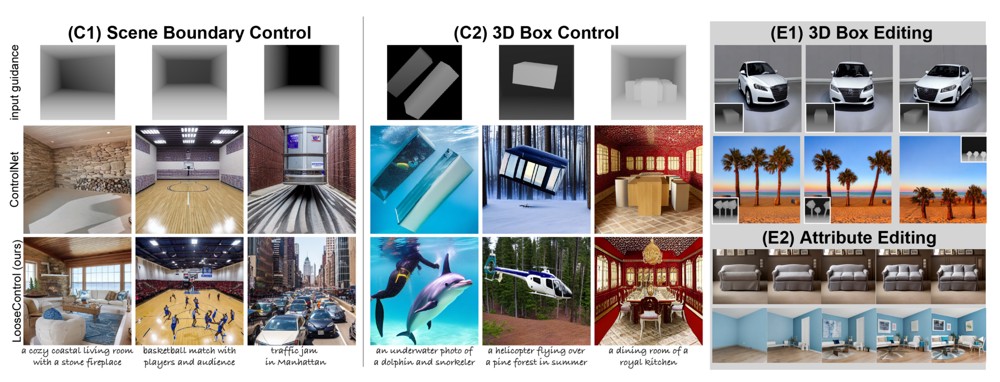 (C1) Scene Boundary Control
(C2) 3D Box Control
(E1) 3D Box Editing
input guidance
ControlNet
LooseControl (ours)
a cozy coastal living room
with a stone fireplace
basketball match with
players and audience
traffic jam
in Manhattan
an underwater photo of
a dolphin and snorkeler
a helicopter flying over
a pine forest in summer
a dining room of a
royal kitchen
(E2) Attribute Editing